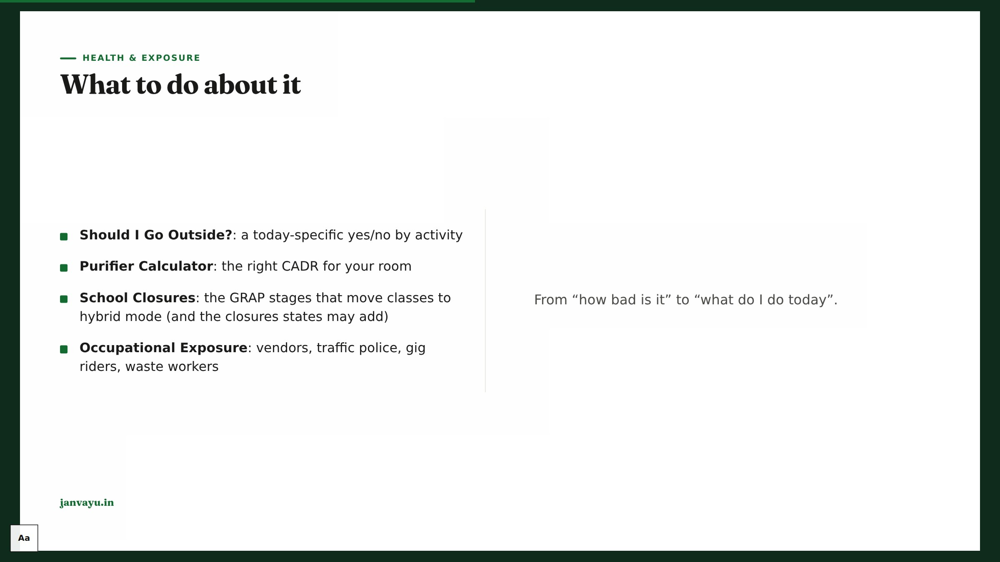 HEALTH & EXPOSURE
What to do about it
Should I Go Outside?: a today-specific yes/no by activity
Purifier Calculator: the right CADR for your room
School Closures: the GRAP stages that move classes to
hybrid mode (and the closures states may add)
Occupational Exposure: vendors, traffic police, gig
riders, waste workers
From “how bad is it” to “what do I do today”.
janvayu.in
Aa